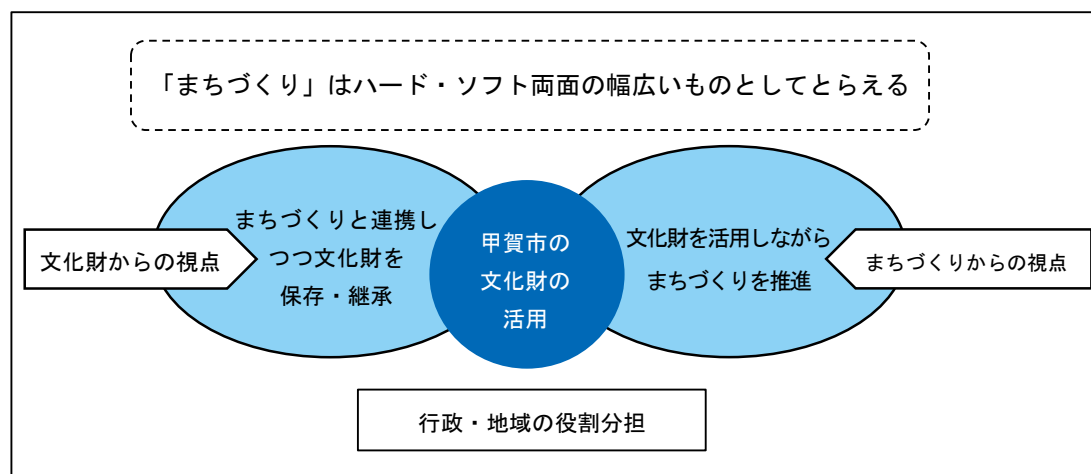 「まちづくり」はハード・ソフト両面の幅広いものとしてとらえる
文化財からの視点
まちづくりと連携し
つつ文化財を
保存・継承
甲賀市の
文化財の
活用
文化財を活用しながら
まちづくりを推進
まちづくりからの視点
行政・地域の役割分担